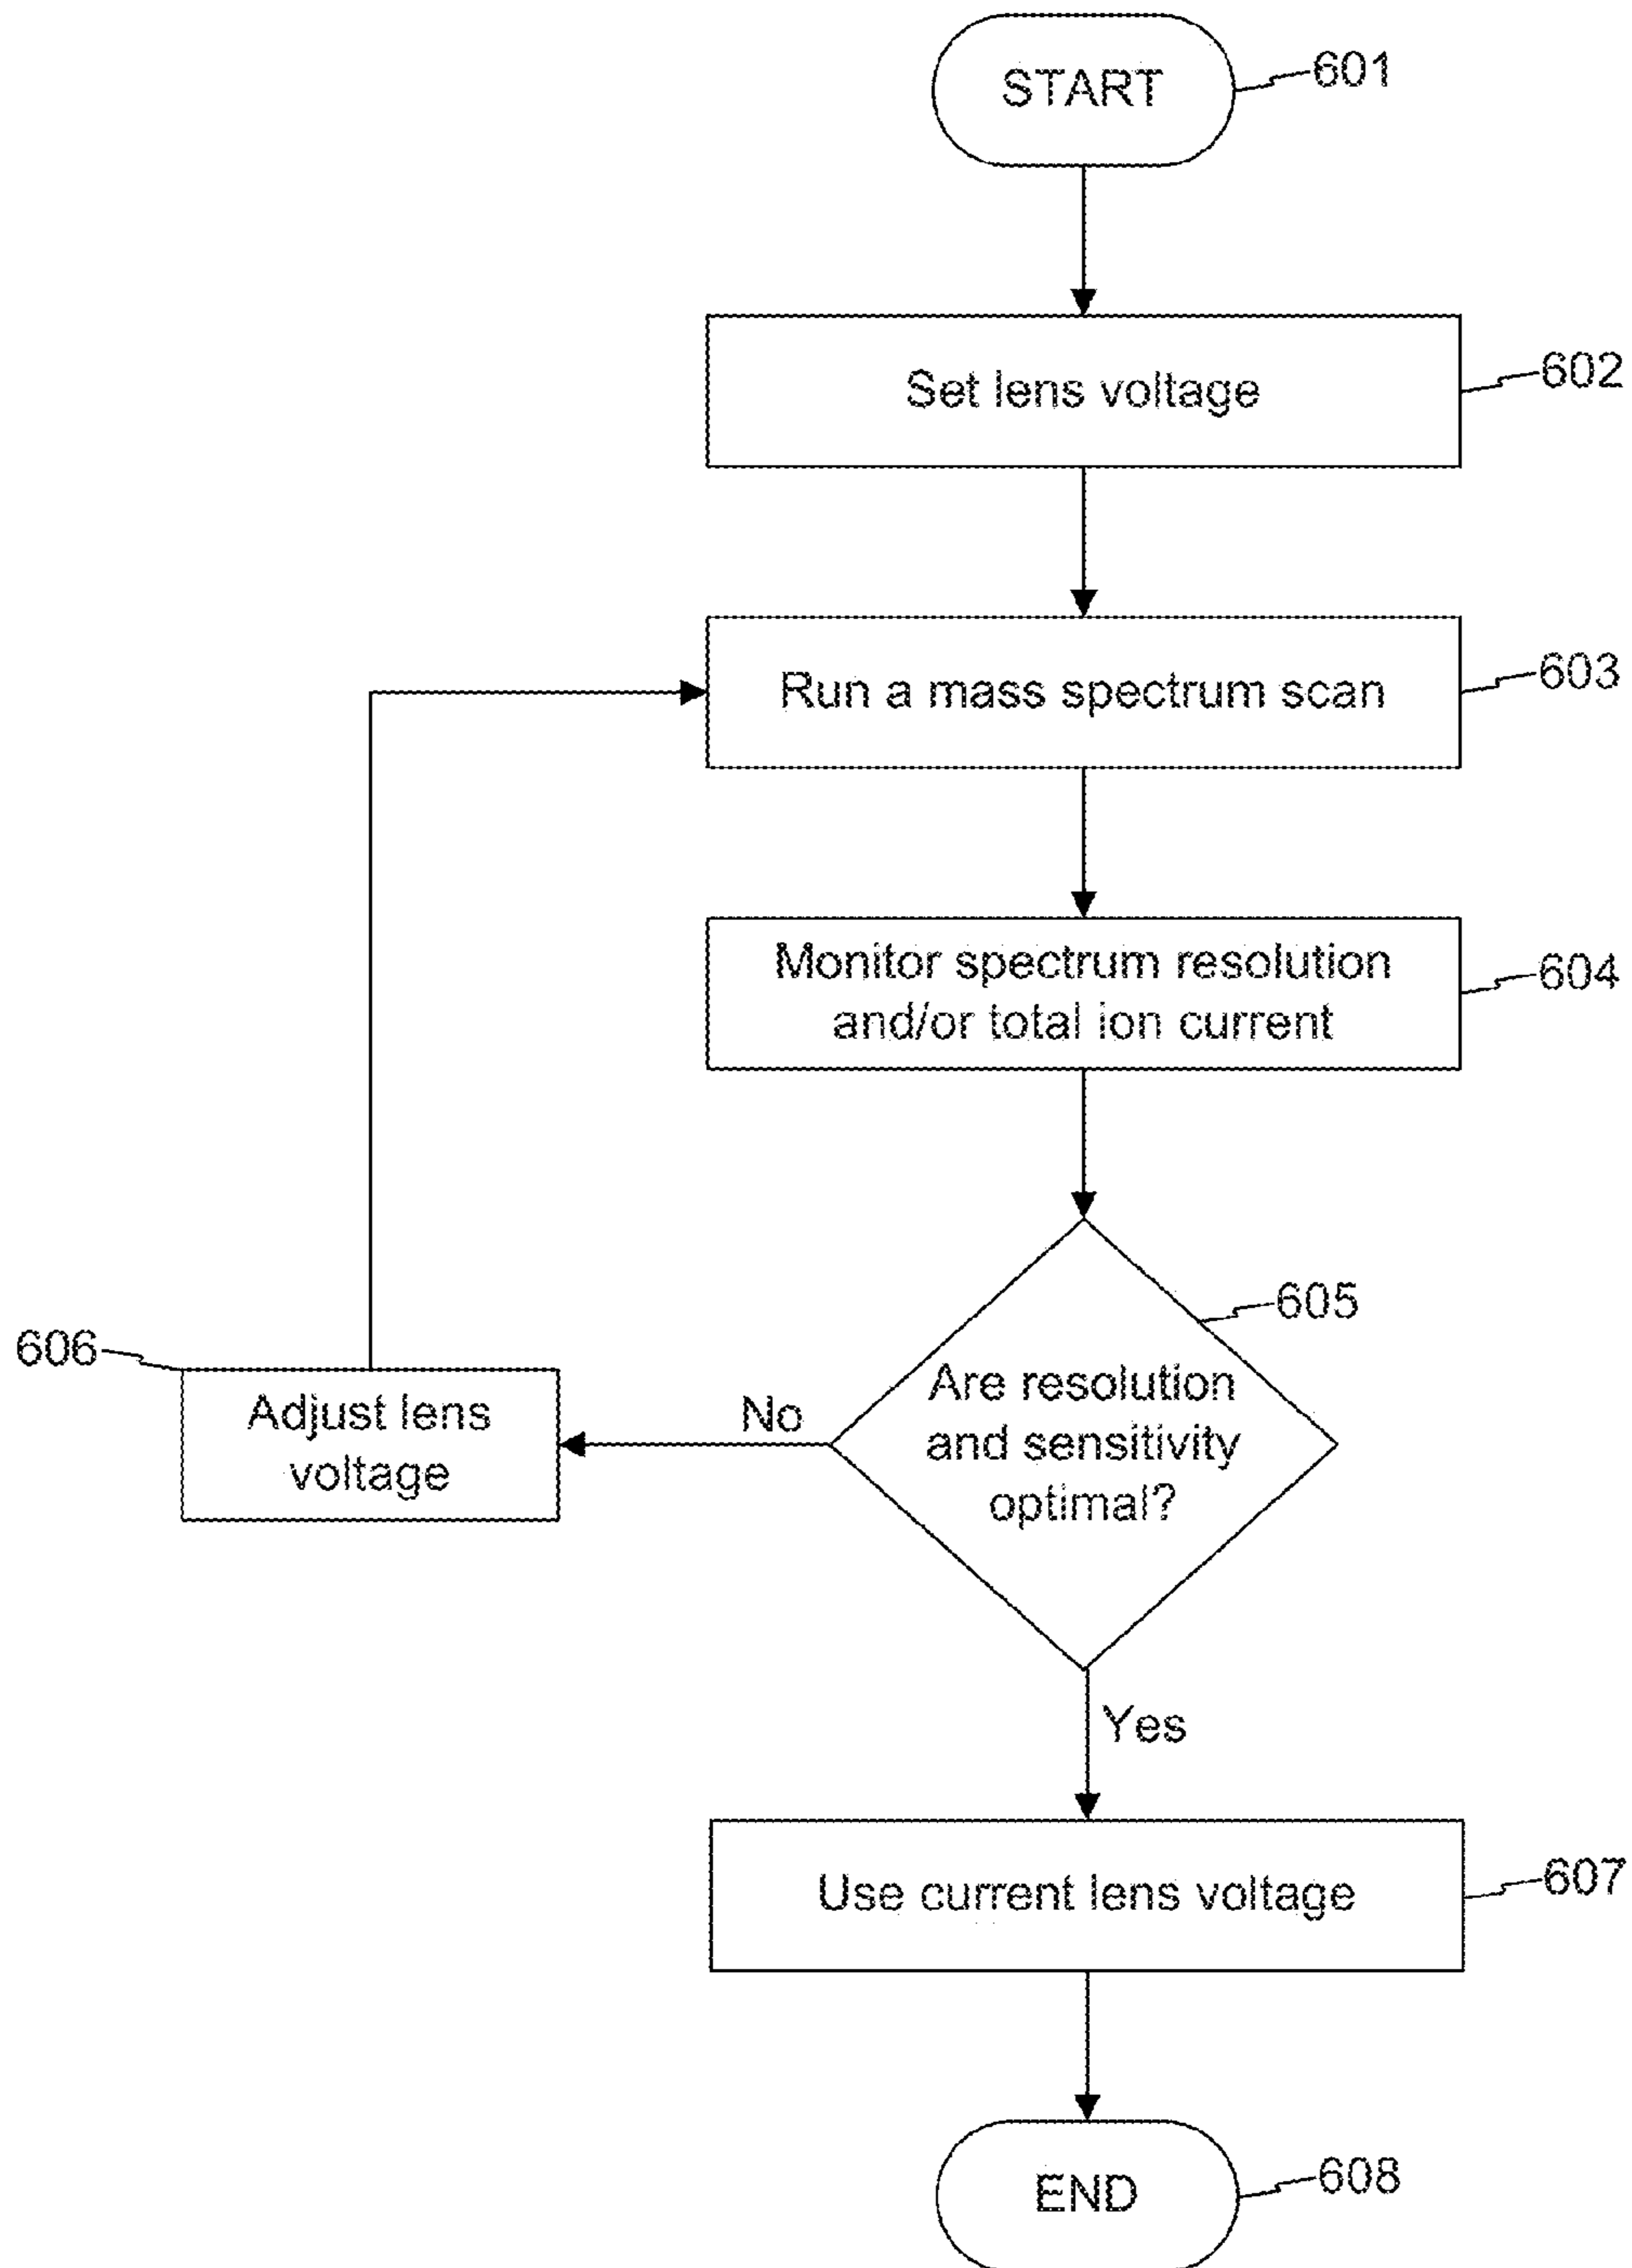 START
601
Set lens voltage
602
Run a mass spectrum scan
603
Monitor spectrum resolution
and/or total ion current
604
605
Are resolution
and sensitivity
optimal?
No
606
Adjust lens
voltage
Yes
Use current lens voltage
607
END
608